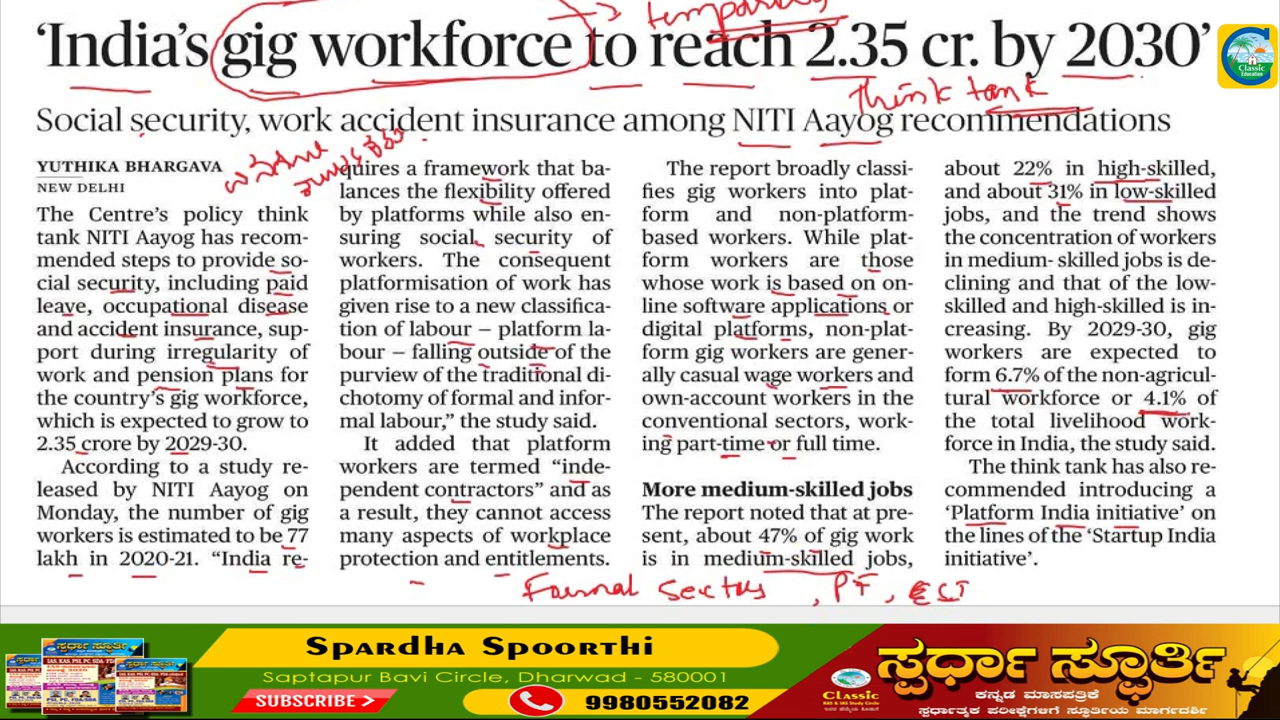 ‘India’s gig workforce to reach 2.35 cr. by 2030’
temporary
Think tank
Social security, work accident insurance among NITI Aayog recommendations
YUTHIKA BHARGAVA
NEW DELHI
The Centre’s policy think
tank NITI Aayog has recom-
mended steps to provide so-
cial security, including paid
leave, occupational disease
and accident insurance, sup-
port during irregularity of
work and pension plans for
the country’s gig workforce,
which is expected to grow to
2.35 crore by 2029-30.
According to a study re-
leased by NITI Aayog on
Monday, the number of gig
workers is estimated to be 77
lakh in 2020-21. “India re-
quires a framework that ba-
lances the flexibility offered
by platforms while also en-
suring social security of
workers. The consequent
platformisation of work has
given rise to a new classifica-
tion of labour – platform la-
bour – falling outside of the
purview of the traditional di-
chotomy of formal and infor-
mal labour,” the study said.
It added that platform
workers are termed “inde-
pendent contractors” and as
a result, they cannot access
many aspects of workplace
protection and entitlements.
The report broadly classi-
fies gig workers into plat-
form and non-platform-
based workers. While plat-
form workers are those
whose work is based on on-
line software applications or
digital platforms, non-plat-
form gig workers are gener-
ally casual wage workers and
own-account workers in the
conventional sectors, work-
ing part-time or full time.
More medium-skilled jobs
The report noted that at pre-
sent, about 47% of gig work
is in medium-skilled jobs,
about 22% in high-skilled,
and about 31% in low-skilled
jobs, and the trend shows
the concentration of workers
in medium- skilled jobs is de-
clining and that of the low-
skilled and high-skilled is in-
creasing. By 2029-30, gig
workers are expected to
form 6.7% of the non-agricul-
tural workforce or 4.1% of
the total livelihood work-
force in India, the study said.
The think tank has also re-
commended introducing a
‘Platform India initiative’ on
the lines of the ‘Startup India
initiative’.
Formal Sectors, PF, ESI
Classic
Education
SPARDHA SPOORTHI
Saptapur Bavi Circle, Dharwad - 580001
SUBSCRIBE
9980552082
Classic
KAS & IAS Study Circle
ಸ್ಪರ್ಧಾ ಸ್ಫೂರ್ತಿ
ಕನ್ನಡ ಮಾಸಪತ್ರಿಕೆ
ಸ್ಪರ್ಧಾತ್ಮಕ ಪರೀಕ್ಷೆಗಳಿಗೆ ಸ್ಫೂರ್ತಿಯ ಮಾರ್ಗದರ್ಶಿ